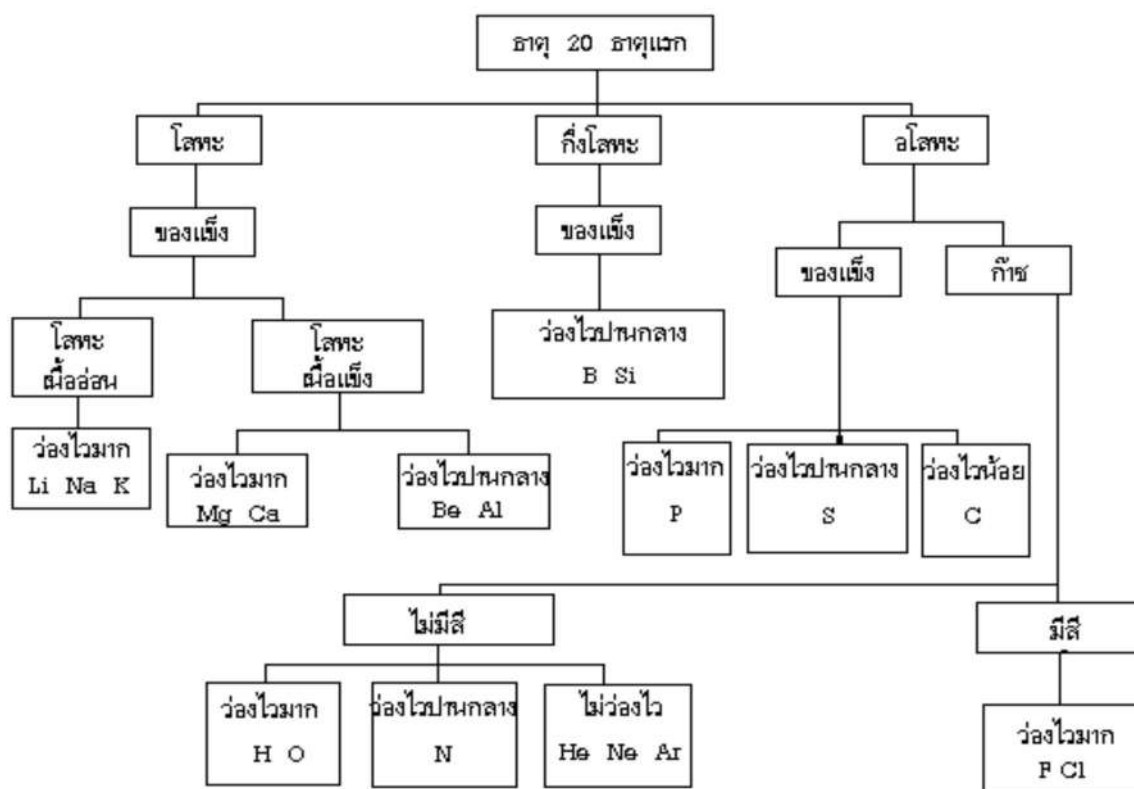 ธาตุ 20 ธาตุแรก
โลหะ
กึ่งโลหะ
อโลหะ
ของแข็ง
ของแข็ง
ของแข็ง
ก๊าซ
โลหะ
เนื้ออ่อน
โลหะ
เนื้อแข็ง
ว่องไวปานกลาง
B Si
ว่องไวมาก
Li Na K
ว่องไวมาก
Mg Ca
ว่องไวปานกลาง
Be Al
ว่องไวมาก
P
ว่องไวปานกลาง
S
ว่องไวน้อย
C
ไม่มีสี
มีสี
ว่องไวมาก
H O
ว่องไวปานกลาง
N
ไม่ว่องไว
He Ne Ar
ว่องไวมาก
F Cl